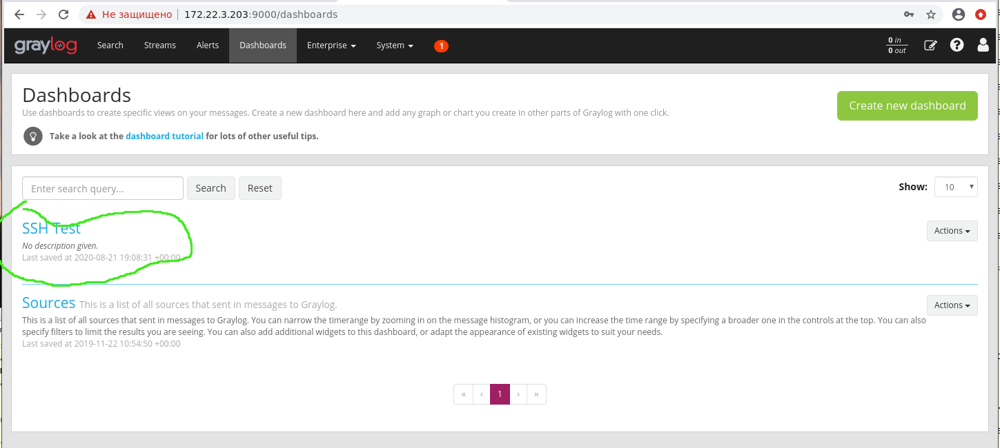 Не защищено 172.22.3.203:9000/dashboards
graylog Search Streams Alerts Dashboards Enterprise System 1 0 in
0 out
Dashboards
Use dashboards to create specific views on your messages. Create a new dashboard here and add any graph or chart you create in other parts of Graylog with one click.
Create new dashboard
Take a look at the dashboard tutorial for lots of other useful tips.
Enter search query... Search Reset Show: 10
SSH Test Actions
No description given.
Last saved at 2020-08-21 19:08:31 +00:00
Sources This is a list of all sources that sent in messages to Graylog. Actions
This is a list of all sources that sent in messages to Graylog. You can narrow the timerange by zooming in on the message histogram, or you can increase the time range by specifying a broader one in the controls at the top. You can also
specify filters to limit the results you are seeing. You can also add additional widgets to this dashboard, or adapt the appearance of existing widgets to suit your needs.
Last saved at 2019-11-22 10:54:50 +00:00
« ‹ 1 › »